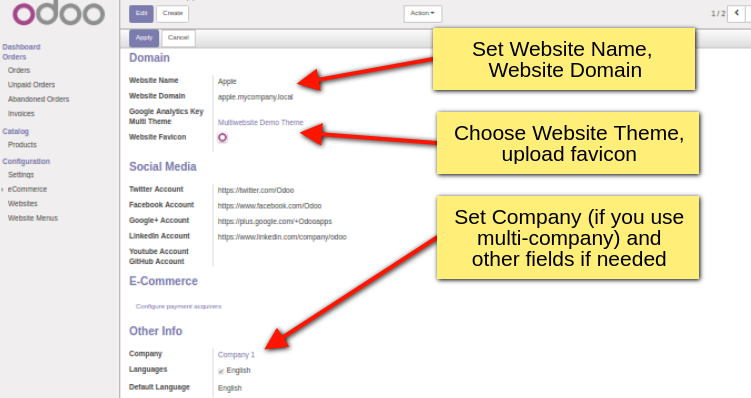 odoo
Edit Create Action 1 / 2
Apply Cancel
Dashboard
Orders
Orders
Unpaid Orders
Abandoned Orders
Invoices
Catalog
Products
Configuration
Settings
eCommerce
Websites
Website Menus
Domain
Website Name Apple
Website Domain apple.mycompany.local
Google Analytics Key
Multi Theme Multiwebsite Demo Theme
Website Favicon
Social Media
Twitter Account https://twitter.com/Odoo
Facebook Account https://www.facebook.com/Odoo
Google+ Account https://plus.google.com/+Odooapps
LinkedIn Account https://www.linkedin.com/company/odoo
Youtube Account
GitHub Account
E-Commerce
Configure payment acquirers
Other Info
Company Company 1
Languages English
Default Language English
Set Website Name,
Website Domain
Choose Website Theme,
upload favicon
Set Company (if you use
multi-company) and
other fields if needed